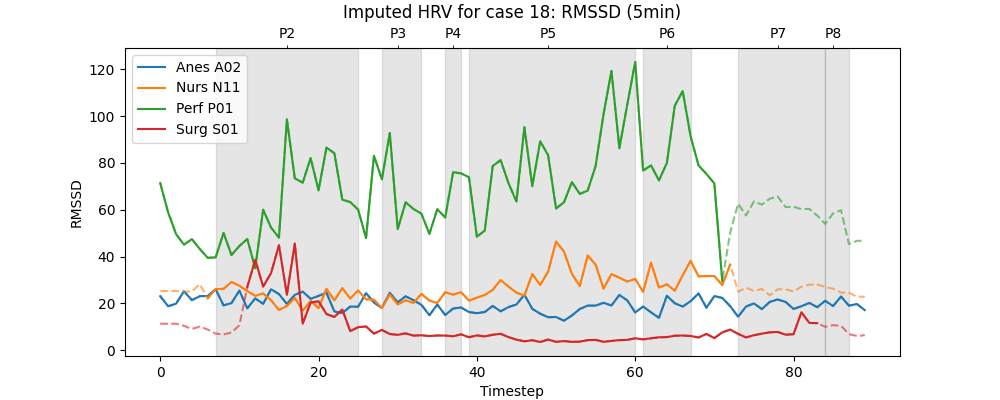 Imputed HRV for case 18: RMSSD (5min)
P2 P3 P4 P5 P6 P7 P8
Anes A02
Nurs N11
Perf P01
Surg S01
120
100
80
60
40
20
0
RMSSD
0 20 40 60 80
Timestep